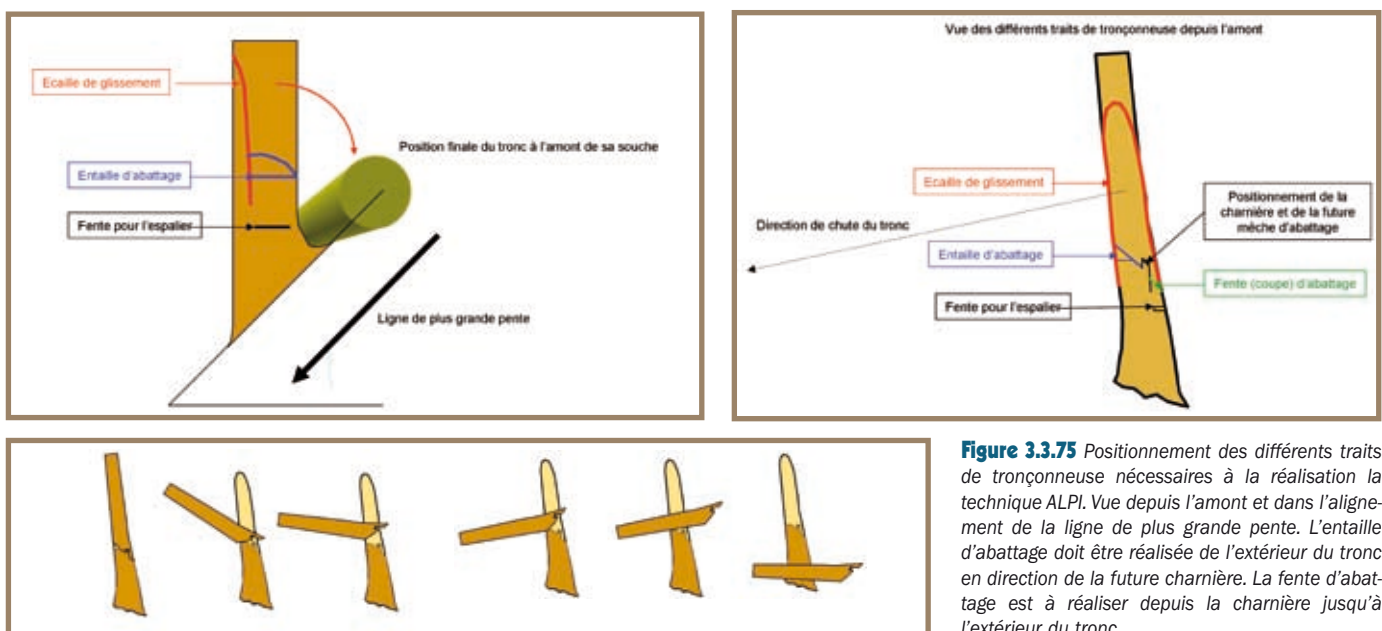 Ecaille de glissement
Entaille d'abattage
Fente pour l'espalier
Position finale du tronc à l'amont de sa souche
Ligne de plus grande pente
Vue des différents traits de tronçonneuse depuis l'amont
Ecaille de glissement
Direction de chute du tronc
Entaille d'abattage
Fente pour l'espalier
Positionnement de la
charnière et de la future
mèche d'abattage
Fente (coupe) d'abattage
Figure 3.3.75 Positionnement des différents traits
de tronçonneuse nécessaires à la réalisation la
technique ALPI. Vue depuis l'amont et dans l'aligne-
ment de la ligne de plus grande pente. L'entaille
d'abattage doit être réalisée de l'extérieur du tronc
en direction de la future charnière. La fente d'abat-
tage est à réaliser depuis la charnière jusqu'à
l'extérieur du tronc